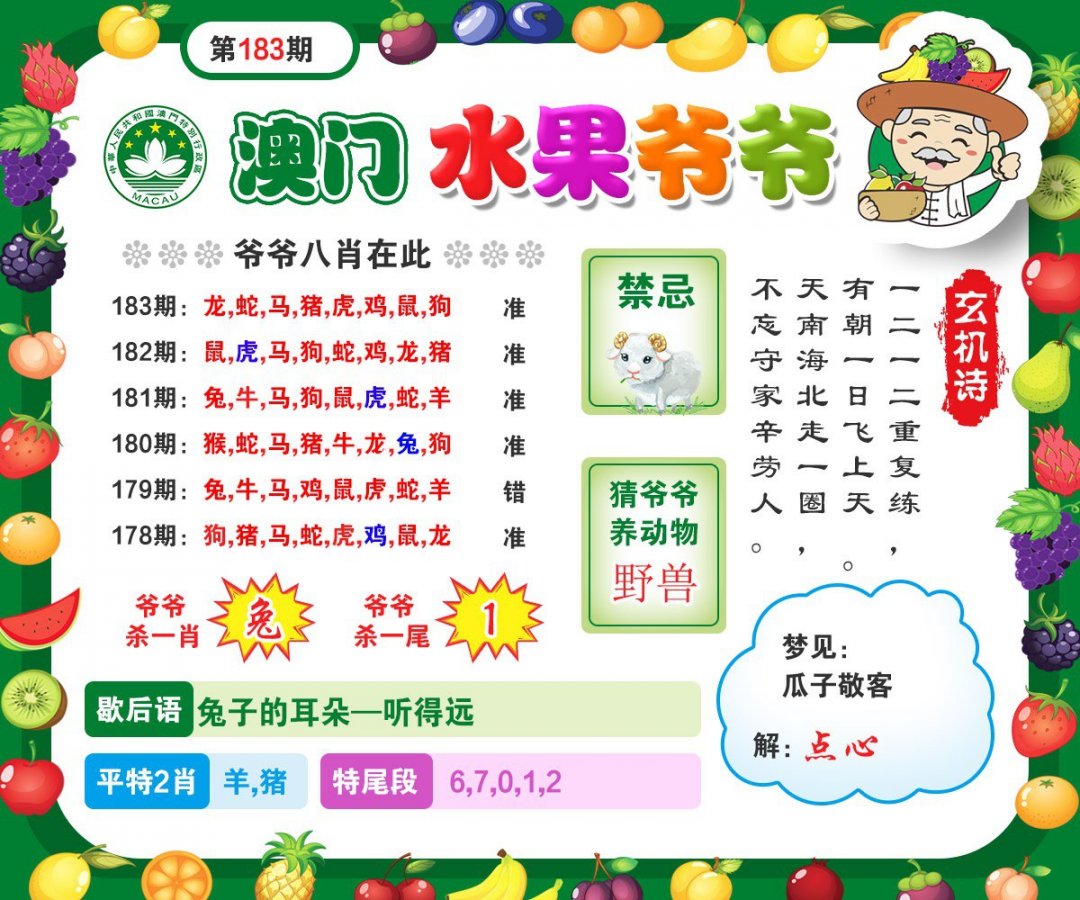 第183期
中華人民共和國澳門特別行政區
MACAU
澳门 水果爷爷
爷爷八肖在此
183期: 龙,蛇,马,猪,虎,鸡,鼠,狗 准
182期: 鼠,虎,马,狗,蛇,鸡,龙,猪 准
181期: 兔,牛,马,狗,鼠,虎,蛇,羊 准
180期: 猴,蛇,马,猪,牛,龙,兔,狗 准
179期: 兔,牛,马,鸡,鼠,虎,蛇,羊 错
178期: 狗,猪,马,蛇,虎,鸡,鼠,龙 准
爷爷
杀一肖
兔
爷爷
杀一尾
1
禁忌
猜爷爷
养动物
野兽
玄机诗
一二一二重复练，
有朝一日飞上天。
天南海北走一圈，
不忘守家辛劳人。
歇后语 兔子的耳朵—听得远
平特2肖 羊,猪
特尾段 6,7,0,1,2
梦见:
瓜子敬客
解: 点心